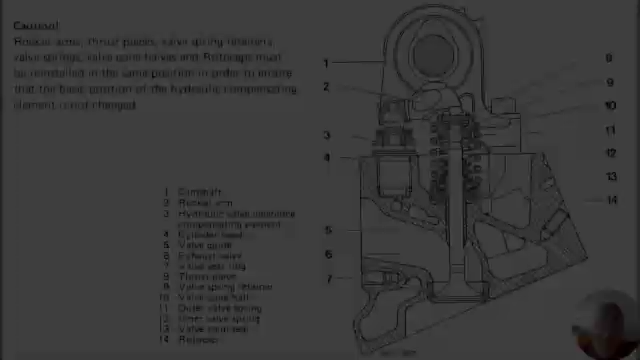 Caution!
Rocker arms, thrust pieces, valve spring retainers,
valve springs, valve cone halves and Rotocaps must
be reinstalled in the same position in order to ensure
that the basic position of the hydraulic compensating
element is not changed.
1 Camshaft
2 Rocker arm
3 Hydraulic valve clearance
compensating element
4 Cylinder head
5 Valve guide
6 Exhaust valve
7 Valve seat ring
8 Thrust piece
9 Valve spring retainer
10 Valve cone half
11 Outer valve spring
12 Inner valve spring
13 Valve stem seal
14 Rotocap
1
2
3
4
5
6
7
8
9
10
11
12
13
14